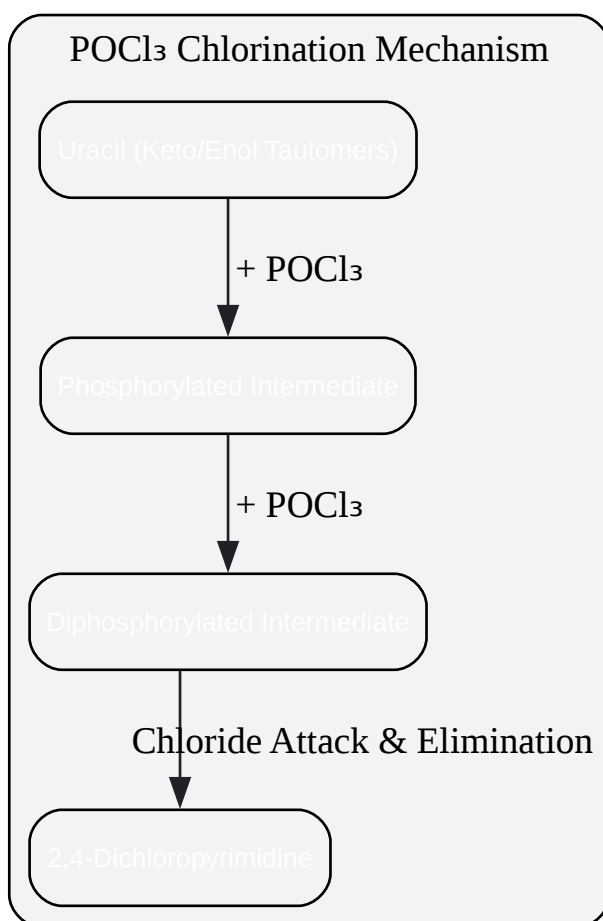 POCl₃ Chlorination Mechanism
Uracil (Keto/Enol Tautomers)
+ POCl₃
Phosphorylated Intermediate
+ POCl₃
Diphosphorylated Intermediate
Chloride Attack & Elimination
2,4-Dichloropyrimidine